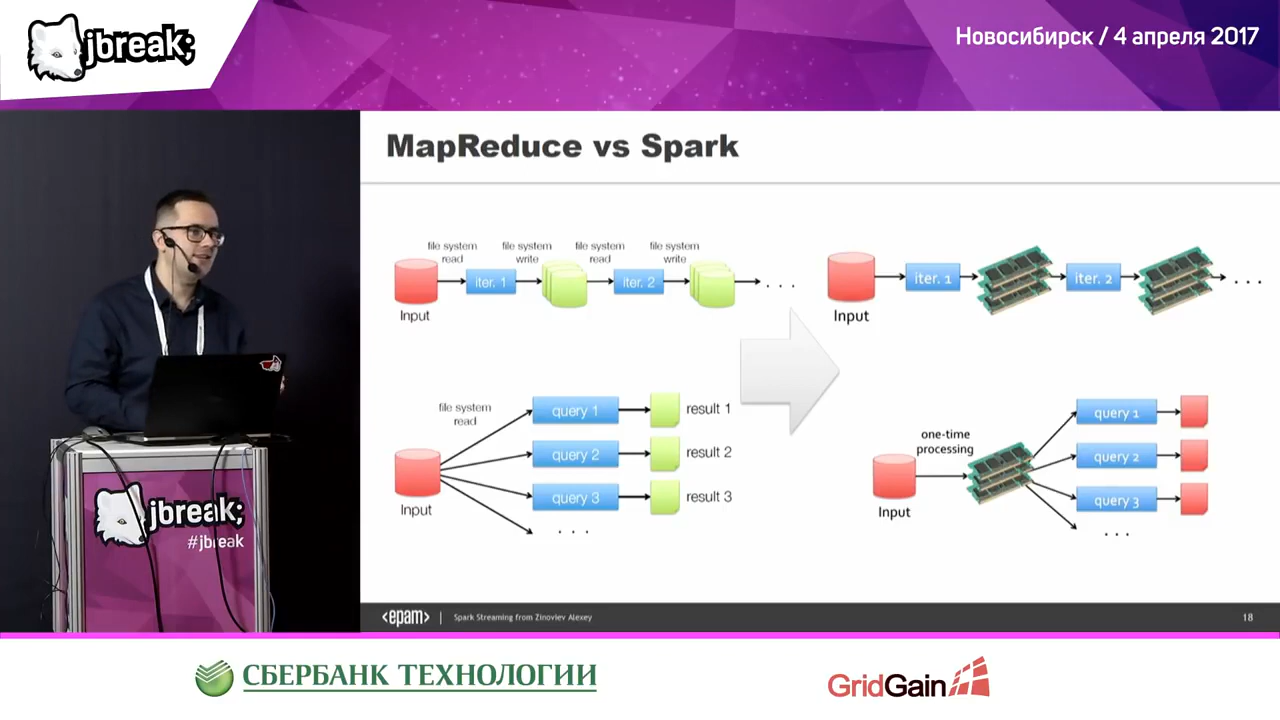 jbreak;
Новосибирск / 4 апреля 2017
MapReduce vs Spark
file system
read
file system
write
file system
read
file system
write
iter. 1
iter. 2
. . .
Input
iter. 1
iter. 2
. . .
Input
file system
read
query 1
result 1
query 2
result 2
query 3
result 3
Input
. . .
one-time
processing
query 1
query 2
query 3
Input
. . .
jbreak;
#jbreak
<epam> | Spark Streaming from Zinoviev Alexey
18
СБЕРБАНК ТЕХНОЛОГИИ
GridGain